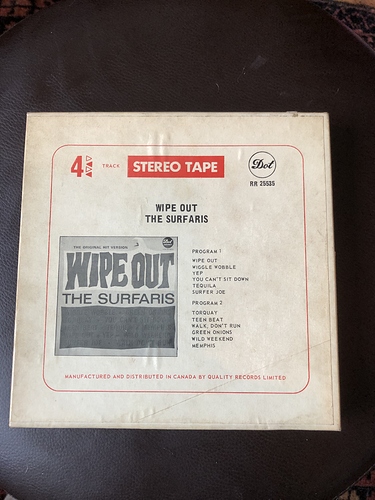 4 TRACK STEREO TAPE Dot
RR 25535
WIPE OUT
THE SURFARIS
THE ORIGINAL HIT VERSION Dot
WIPE OUT
THE SURFARIS
PROGRAM 1
WIPE OUT
WIGGLE WOBBLE
YEP
YOU CAN'T SIT DOWN
TEQUILA
SURFER JOE
PROGRAM 2
TORQUAY
TEEN BEAT
WALK, DON'T RUN
GREEN ONIONS
WILD WEEKEND
MEMPHIS
MANUFACTURED AND DISTRIBUTED IN CANADA BY QUALITY RECORDS LIMITED